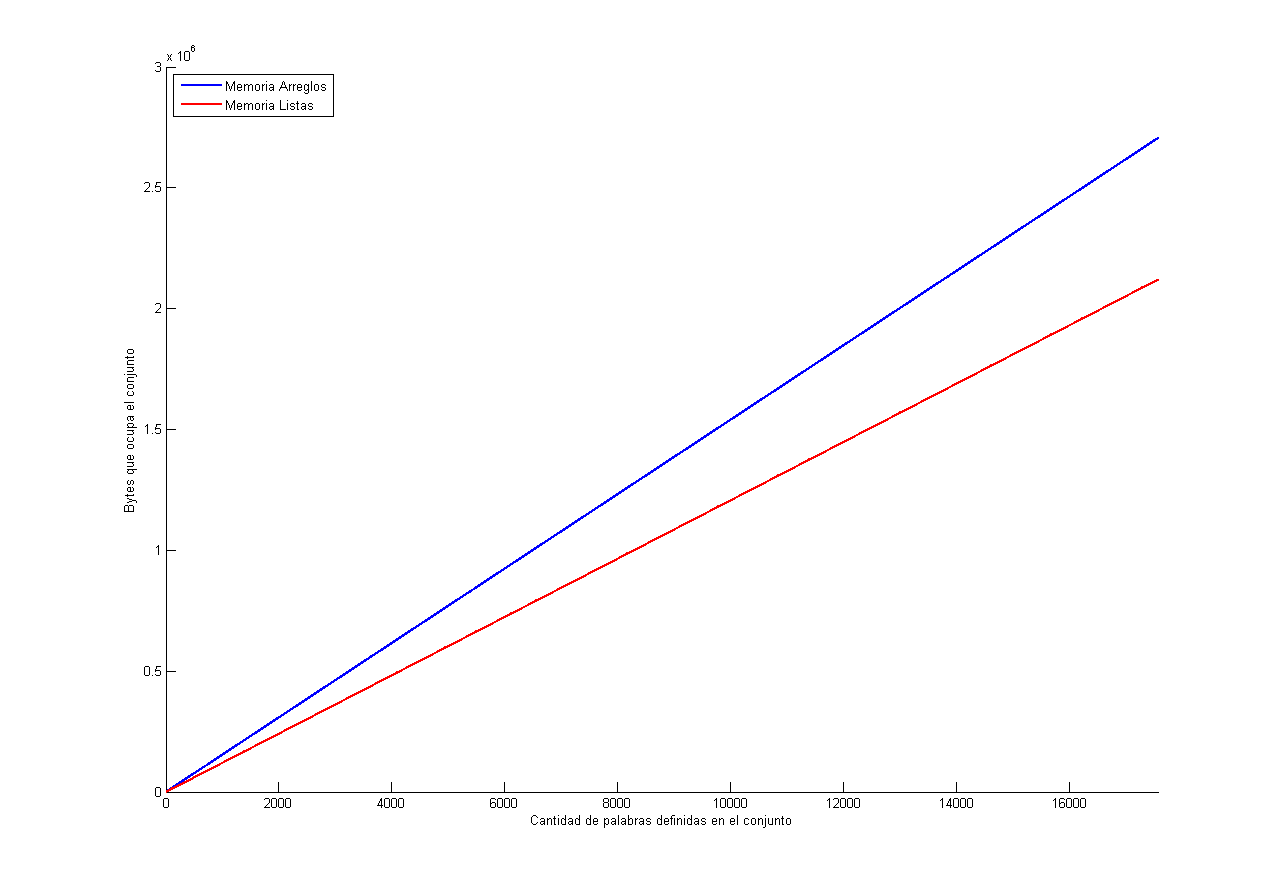 x 10^6
3
Memoria Arreglos
Memoria Listas
2.5
2
1.5
1
0.5
0
Bytes que ocupa el conjunto
0 2000 4000 6000 8000 10000 12000 14000 16000
Cantidad de palabras definidas en el conjunto